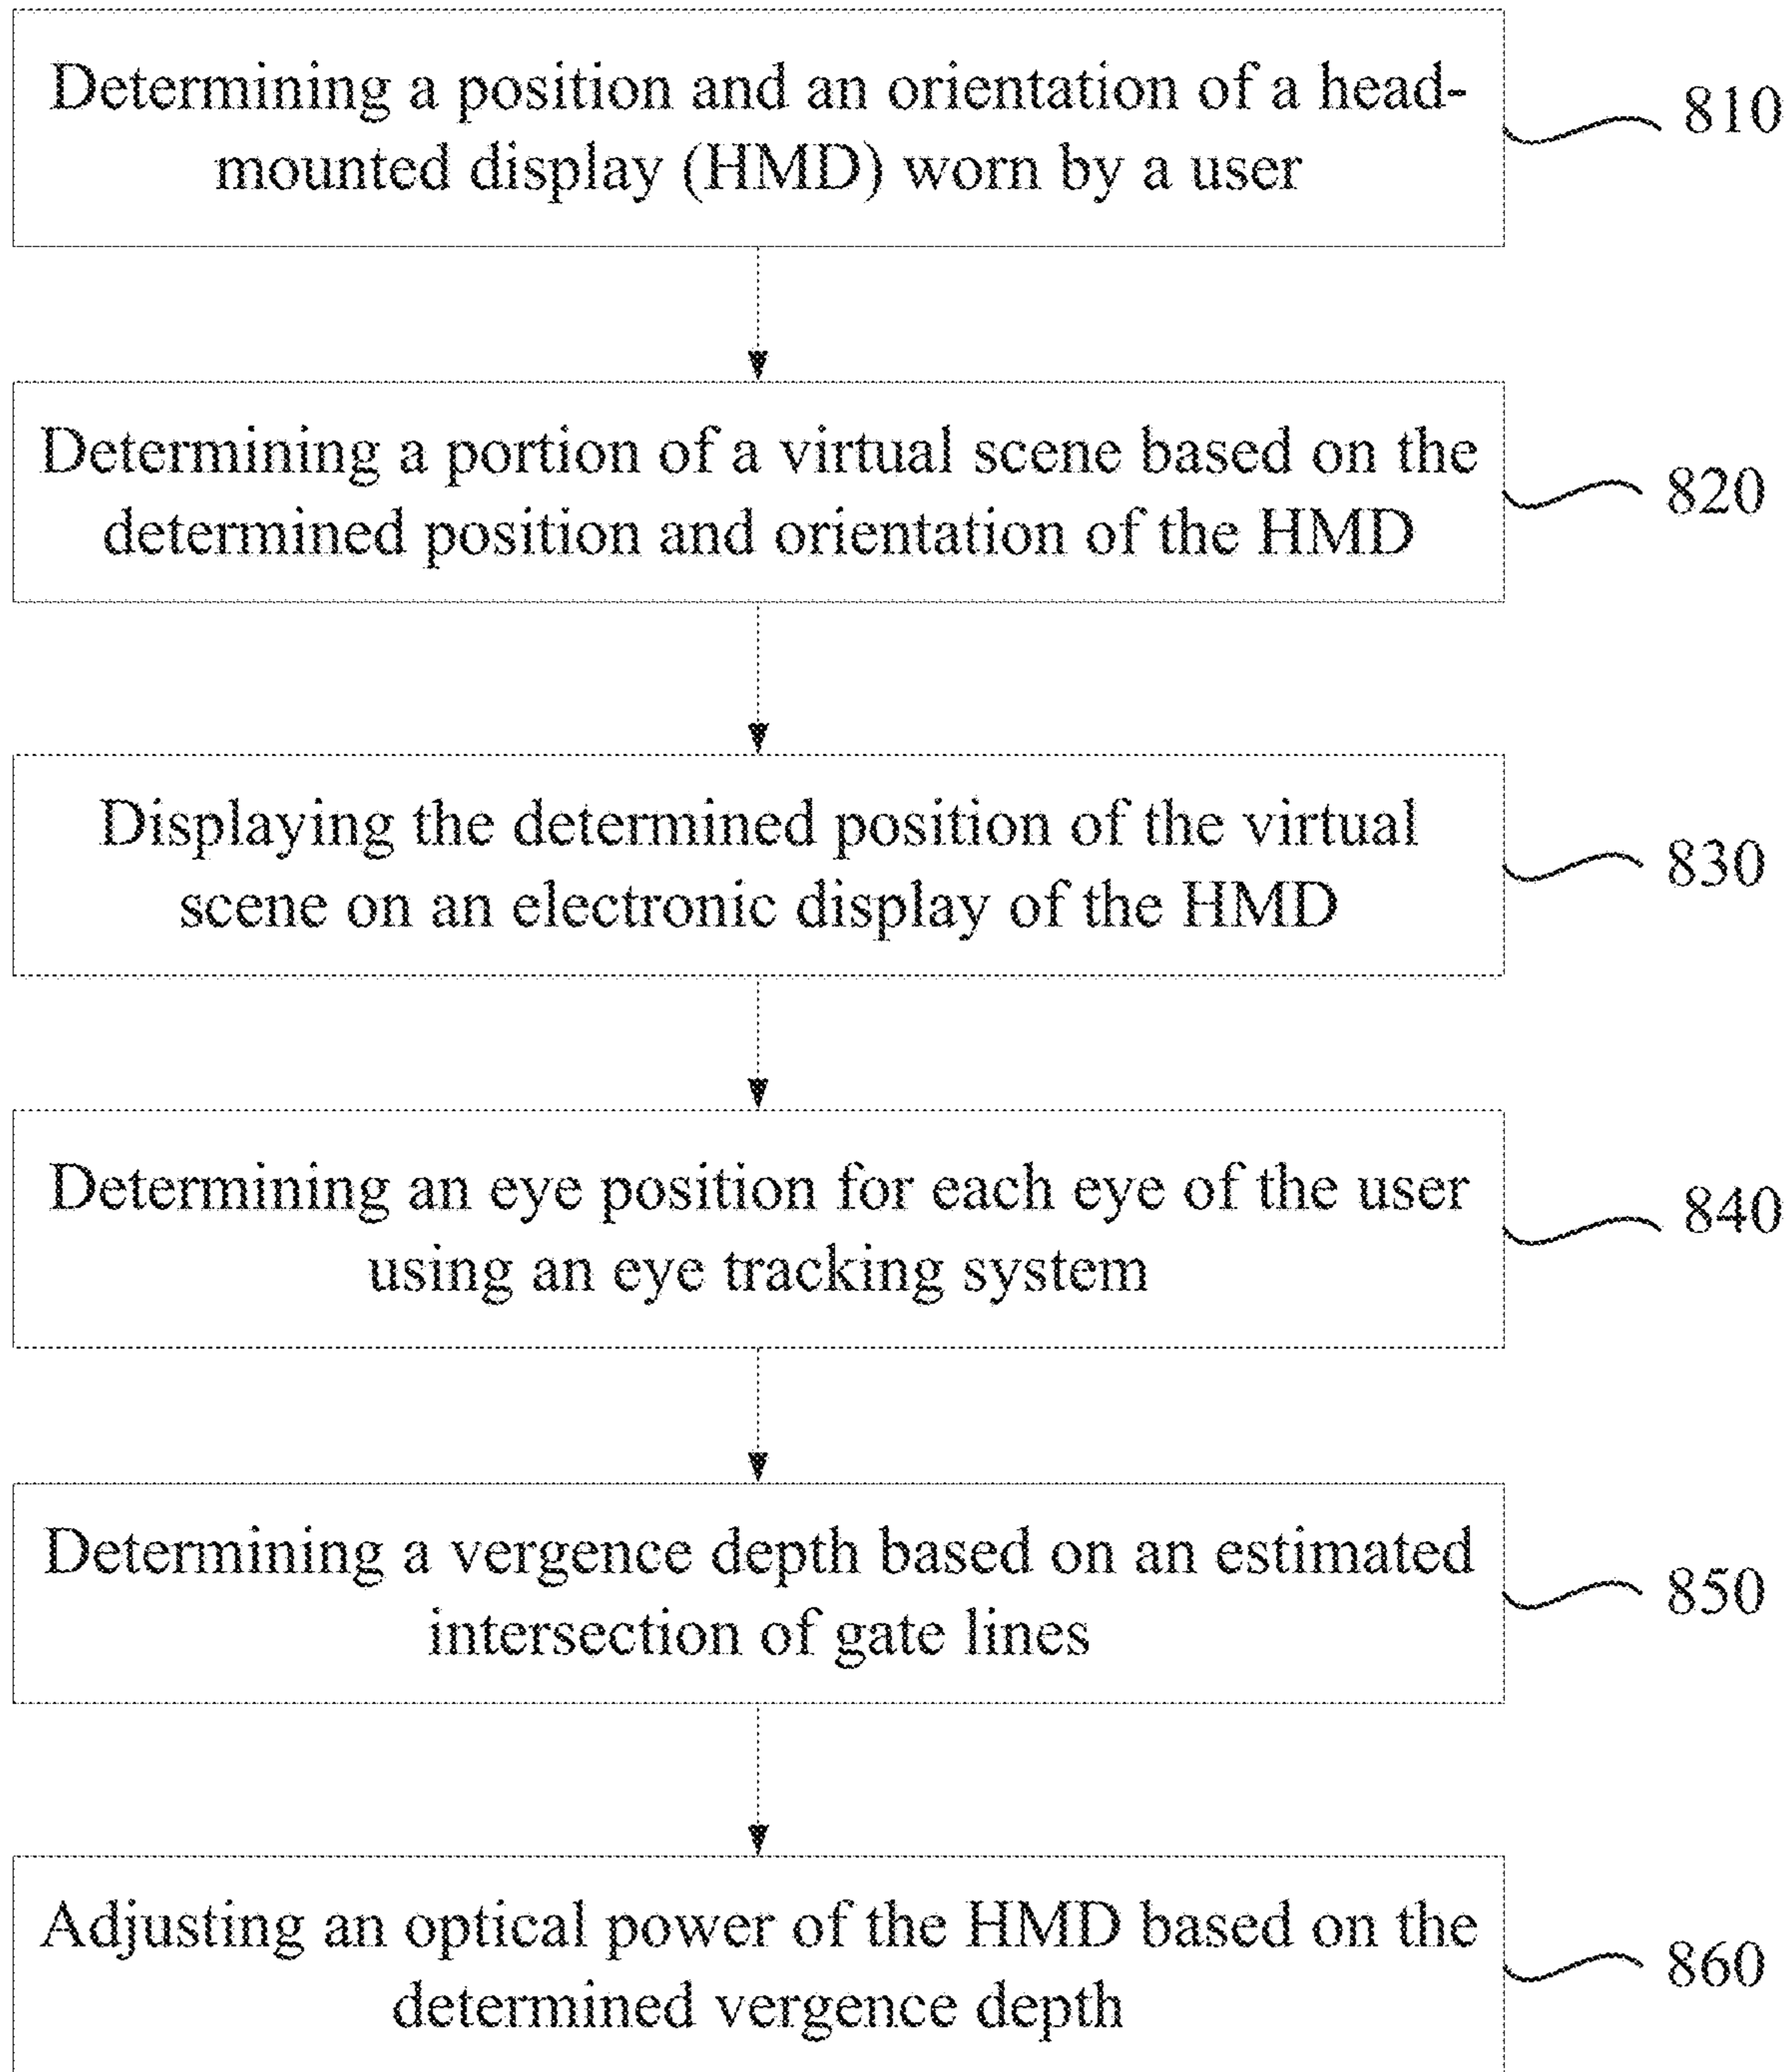 Determining a position and an orientation of a head-
mounted display (HMD) worn by a user
810
Determining a portion of a virtual scene based on the
determined position and orientation of the HMD
820
Displaying the determined position of the virtual
scene on an electronic display of the HMD
830
Determining an eye position for each eye of the user
using an eye tracking system
840
Determining a vergence depth based on an estimated
intersection of gate lines
850
Adjusting an optical power of the HMD based on the
determined vergence depth
860